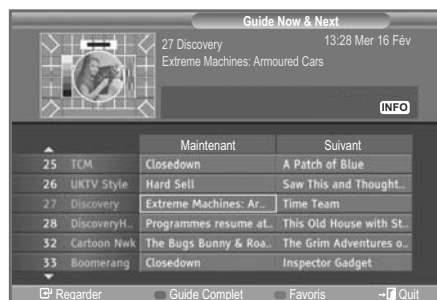 Guide Now & Next
27 Discovery 13:28 Mer 16 Fév
Extreme Machines: Armoured Cars
INFO
Maintenant Suivant
25 TCM Closedown A Patch of Blue
26 UKTV Style Hard Sell Saw This and Thought..
27 Discovery Extreme Machines: Ar.. Time Team
28 DiscoveryH.. Programmes resume at.. This Old House with St..
32 Cartoon Nwk The Bugs Bunny & Roa.. The Grim Adventures o..
33 Boomerang Closedown Inspector Gadget
Regarder Guide Complet Favoris Quit